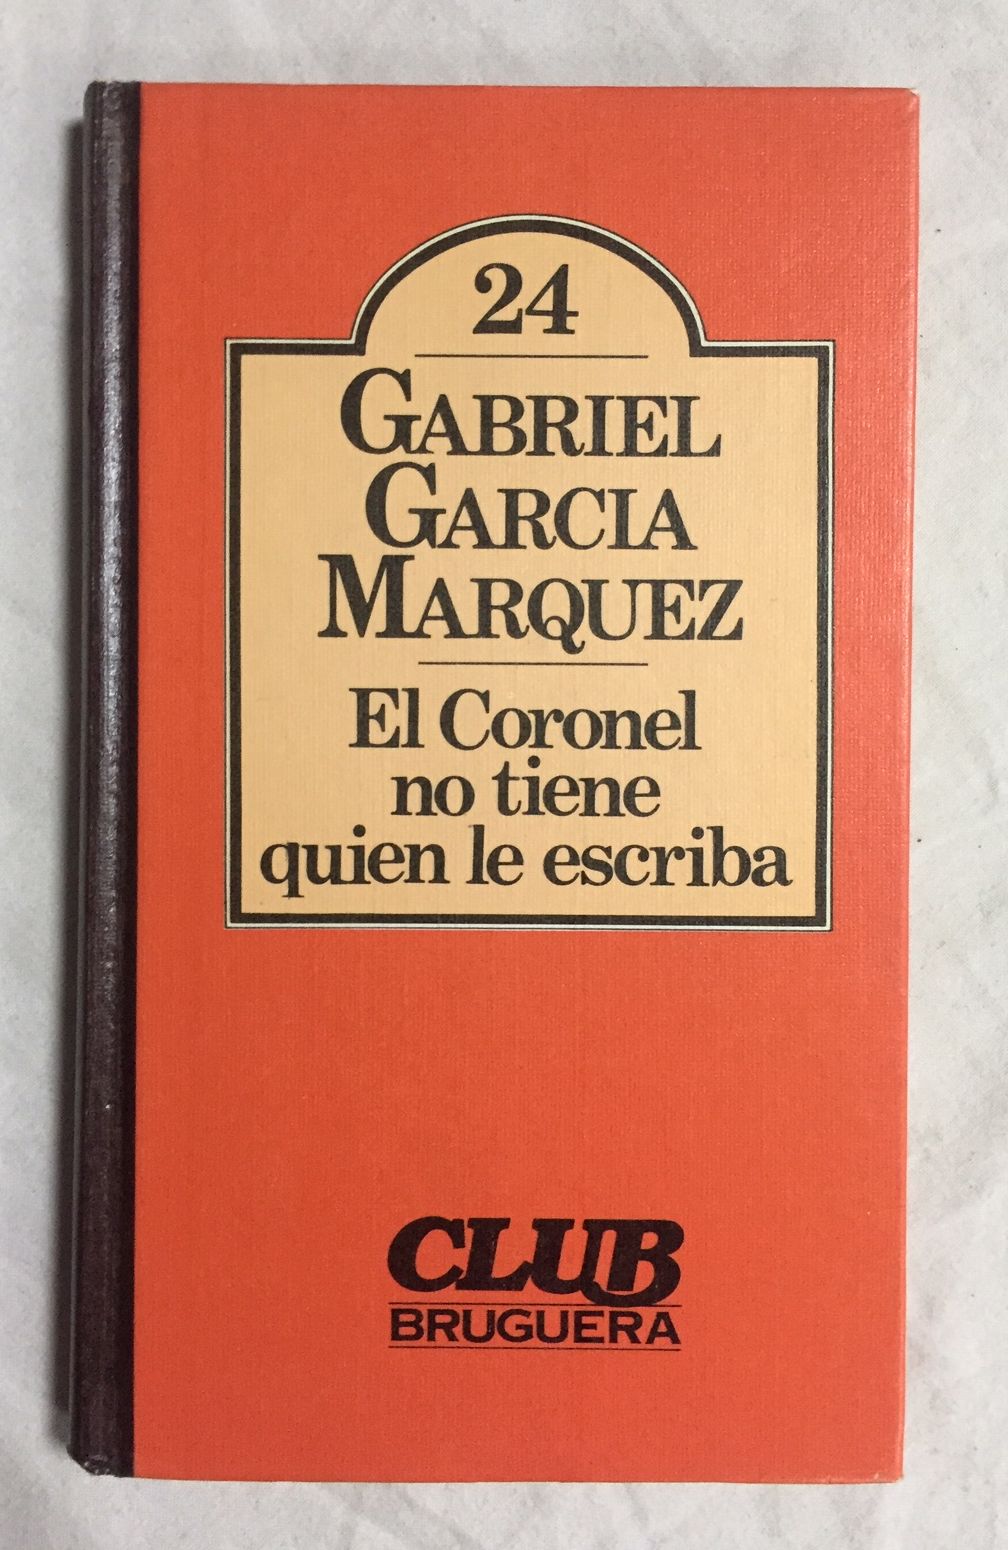 24
GABRIEL
GARCIA
MARQUEZ
El Coronel
no tiene
quien le escriba
CLUB
BRUGUERA